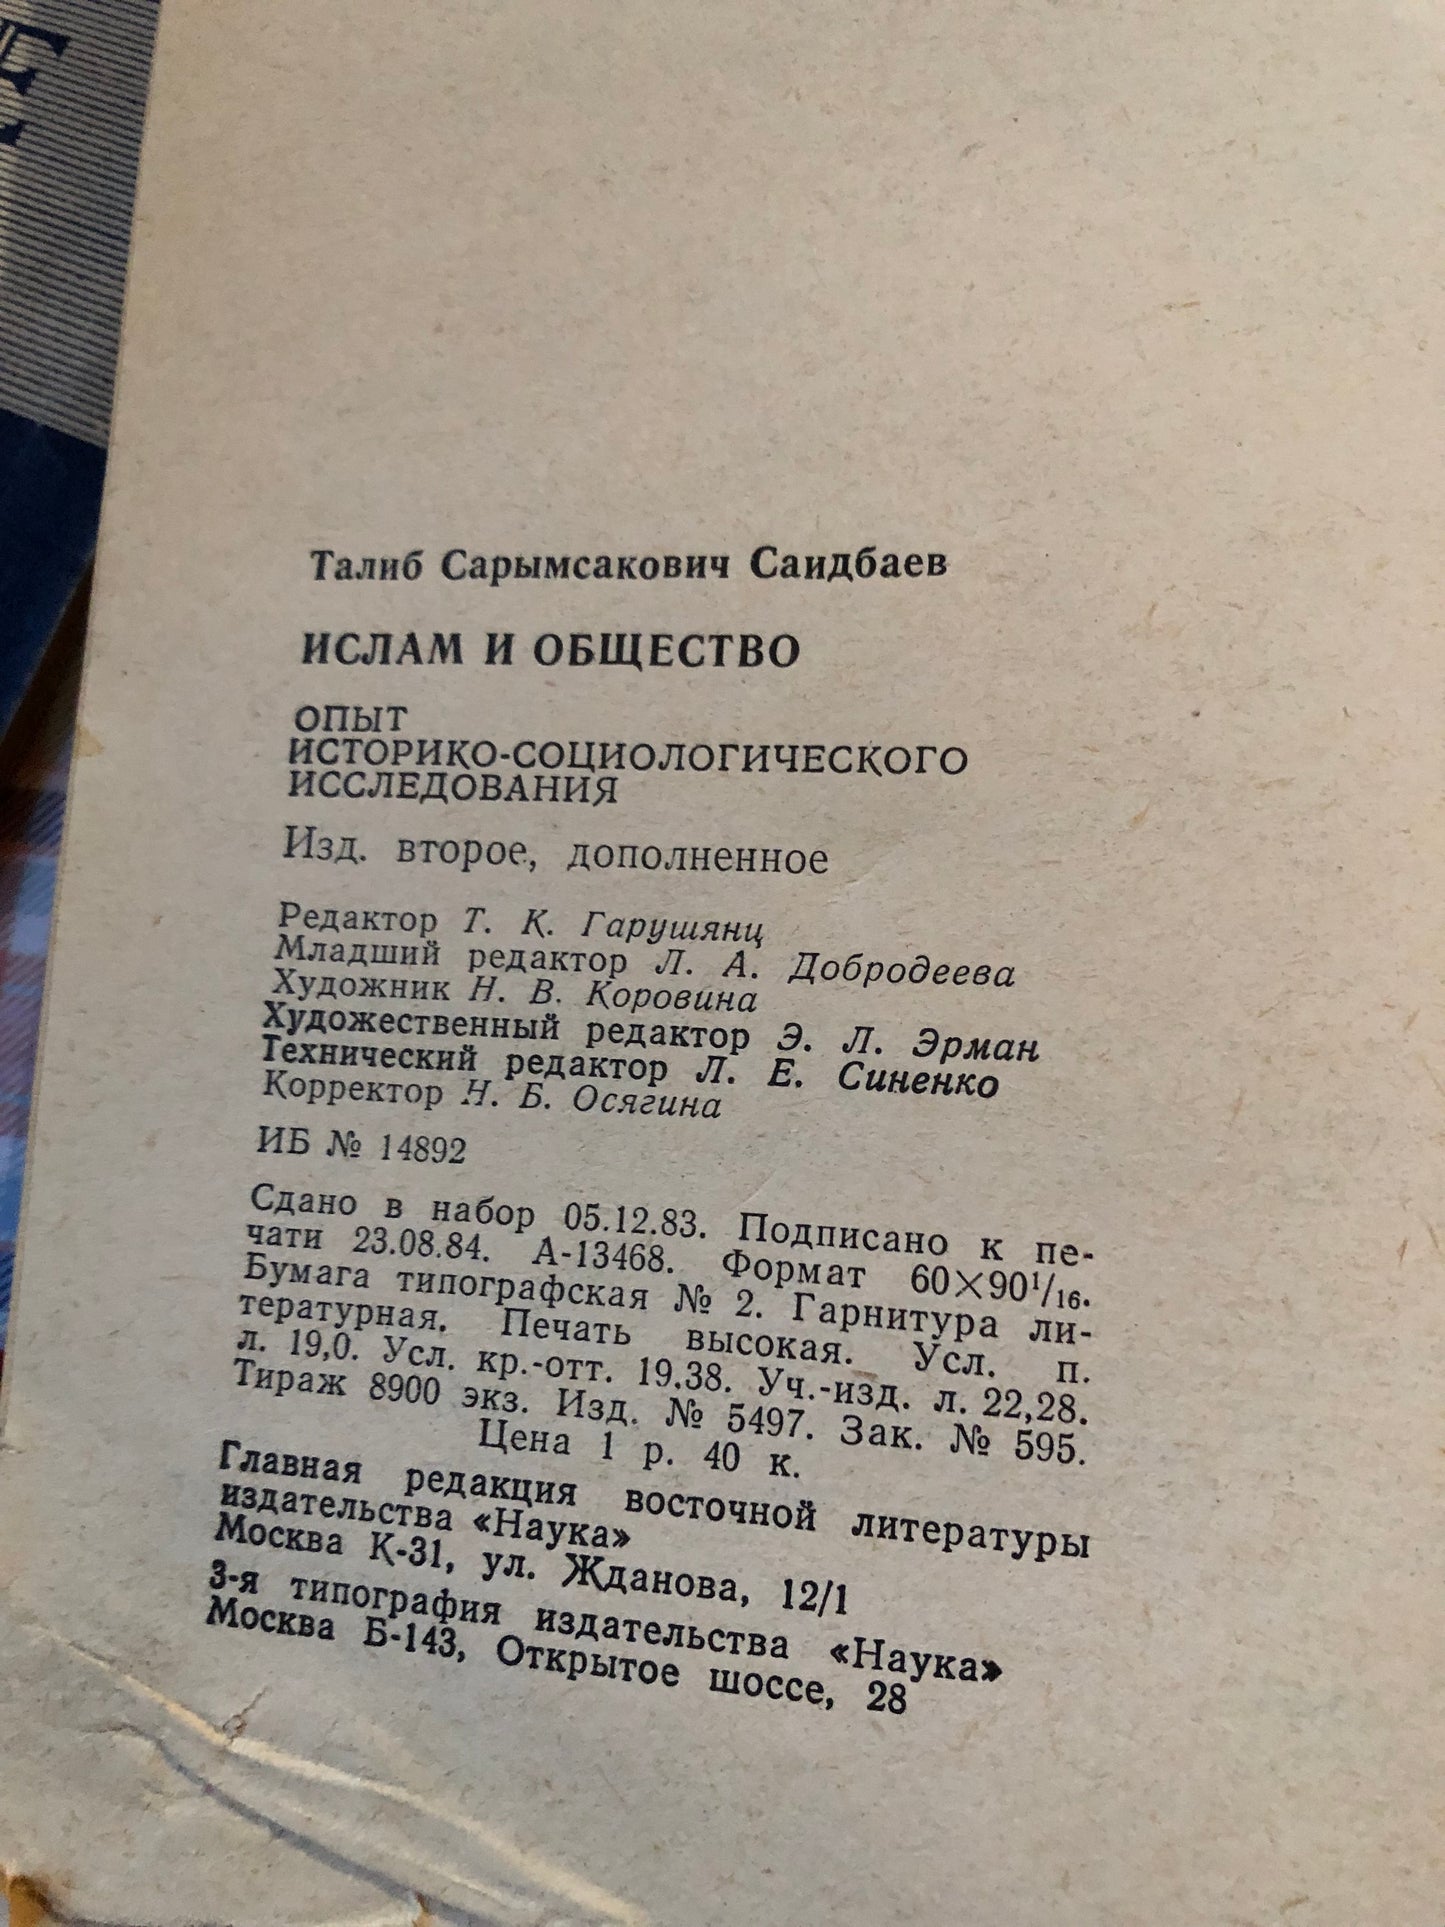 Талиб Сарымсакович Саидбаев
ИСЛАМ И ОБЩЕСТВО
ОПЫТ
ИСТОРИКО-СОЦИОЛОГИЧЕСКОГО
ИССЛЕДОВАНИЯ
Изд. второе, дополненное
Редактор Т. К. Гарушянц
Младший редактор Л. А. Добродеева
Художник Н. В. Коровина
Художественный редактор Э. Л. Эрман
Технический редактор Л. Е. Синенко
Корректор Н. Б. Осягина
ИБ № 14892
Сдано в набор 05.12.83. Подписано к пе-
чати 23.08.84. А-13468. Формат 60×90¹/₁₆.
Бумага типографская № 2. Гарнитура ли-
тературная. Печать высокая. Усл. п.
л. 19,0. Усл. кр.-отт. 19.38. Уч.-изд. л. 22,28.
Тираж 8900 экз. Изд. № 5497. Зак. № 595.
Цена 1 р. 40 к.
Главная редакция восточной литературы
издательства «Наука»
Москва К-31, ул. Жданова, 12/1
3-я типография издательства «Наука»
Москва Б-143, Открытое шоссе, 28